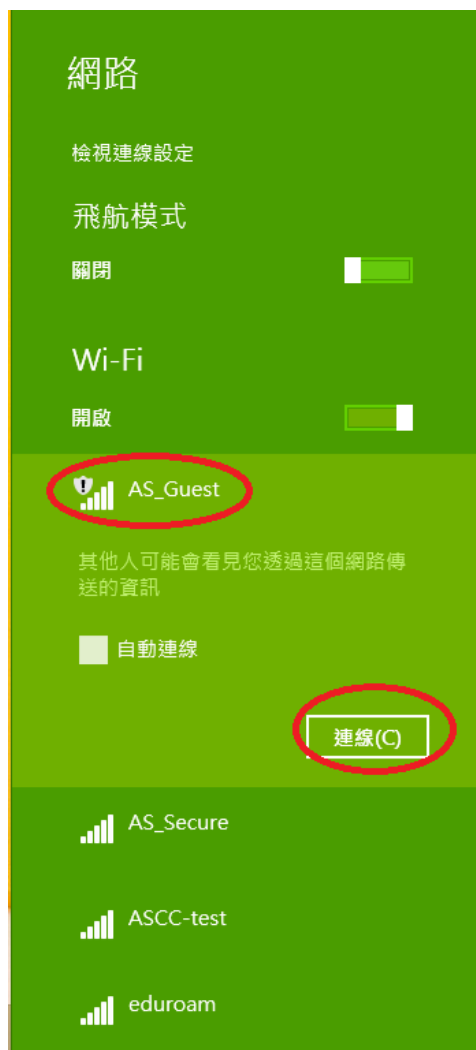 網路
檢視連線設定
飛航模式
關閉
Wi-Fi
開啟
AS_Guest
其他人可能會看見您透過這個網路傳
送的資訊
自動連線
連線(C)
AS_Secure
ASCC-test
eduroam